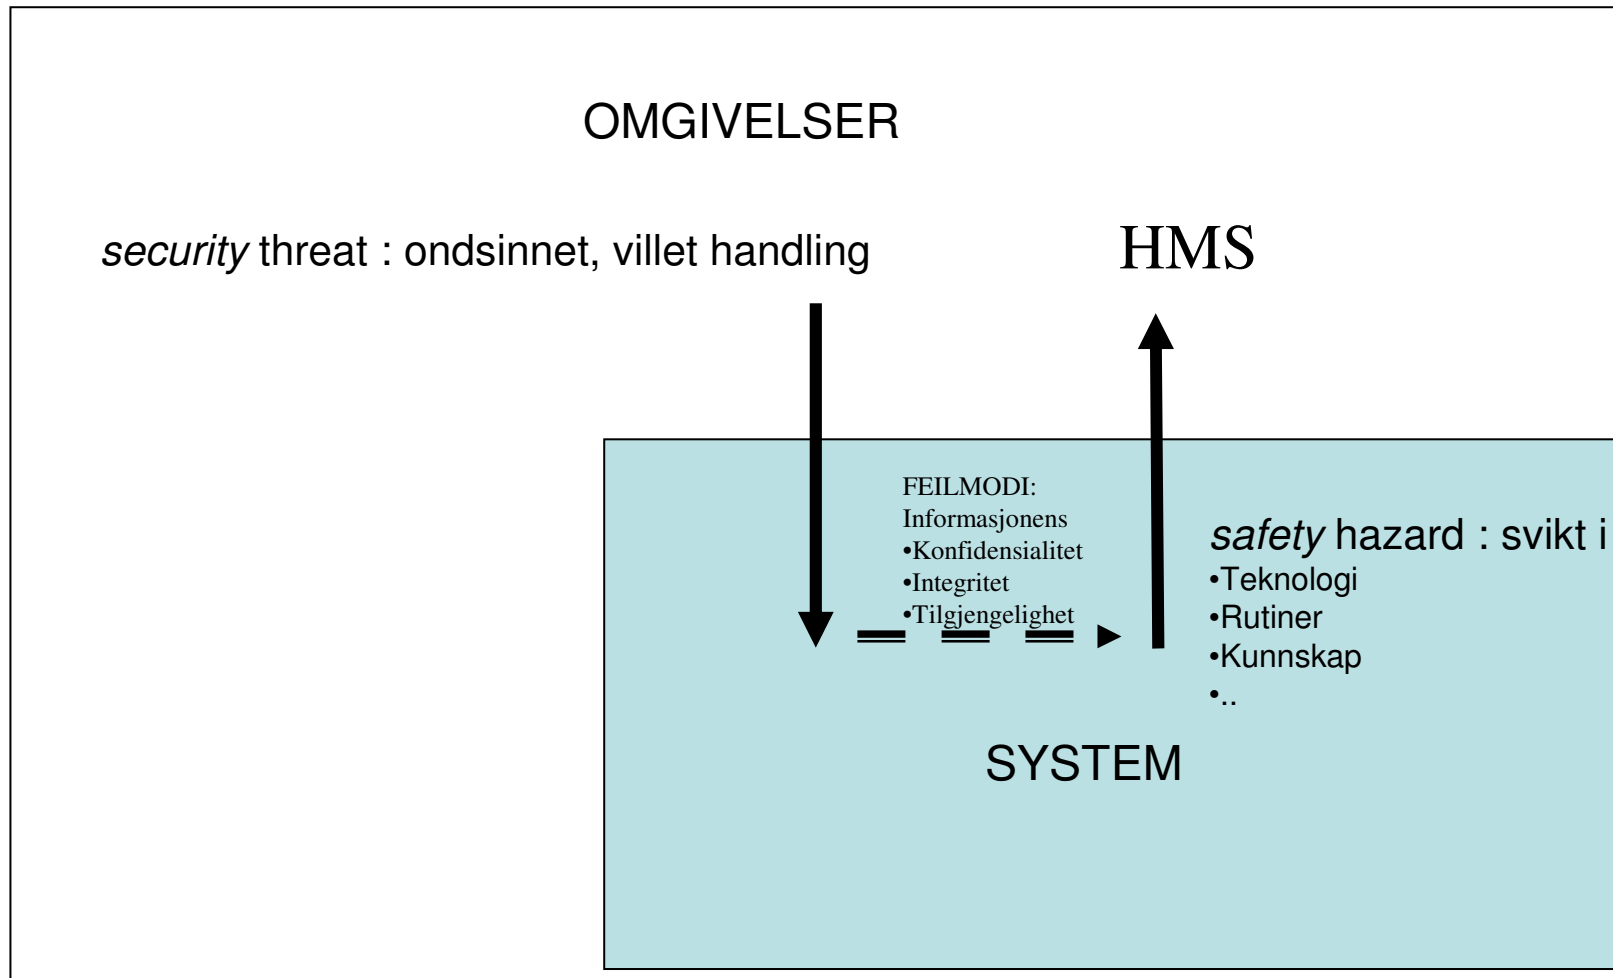 OMGIVELSER
security threat : ondsinnet, villet handling
HMS
FEILMODI:
Informasjonens
•Konfidensialitet
•Integritet
•Tilgjengelighet
safety hazard : svikt i
•Teknologi
•Rutiner
•Kunnskap
•..
SYSTEM